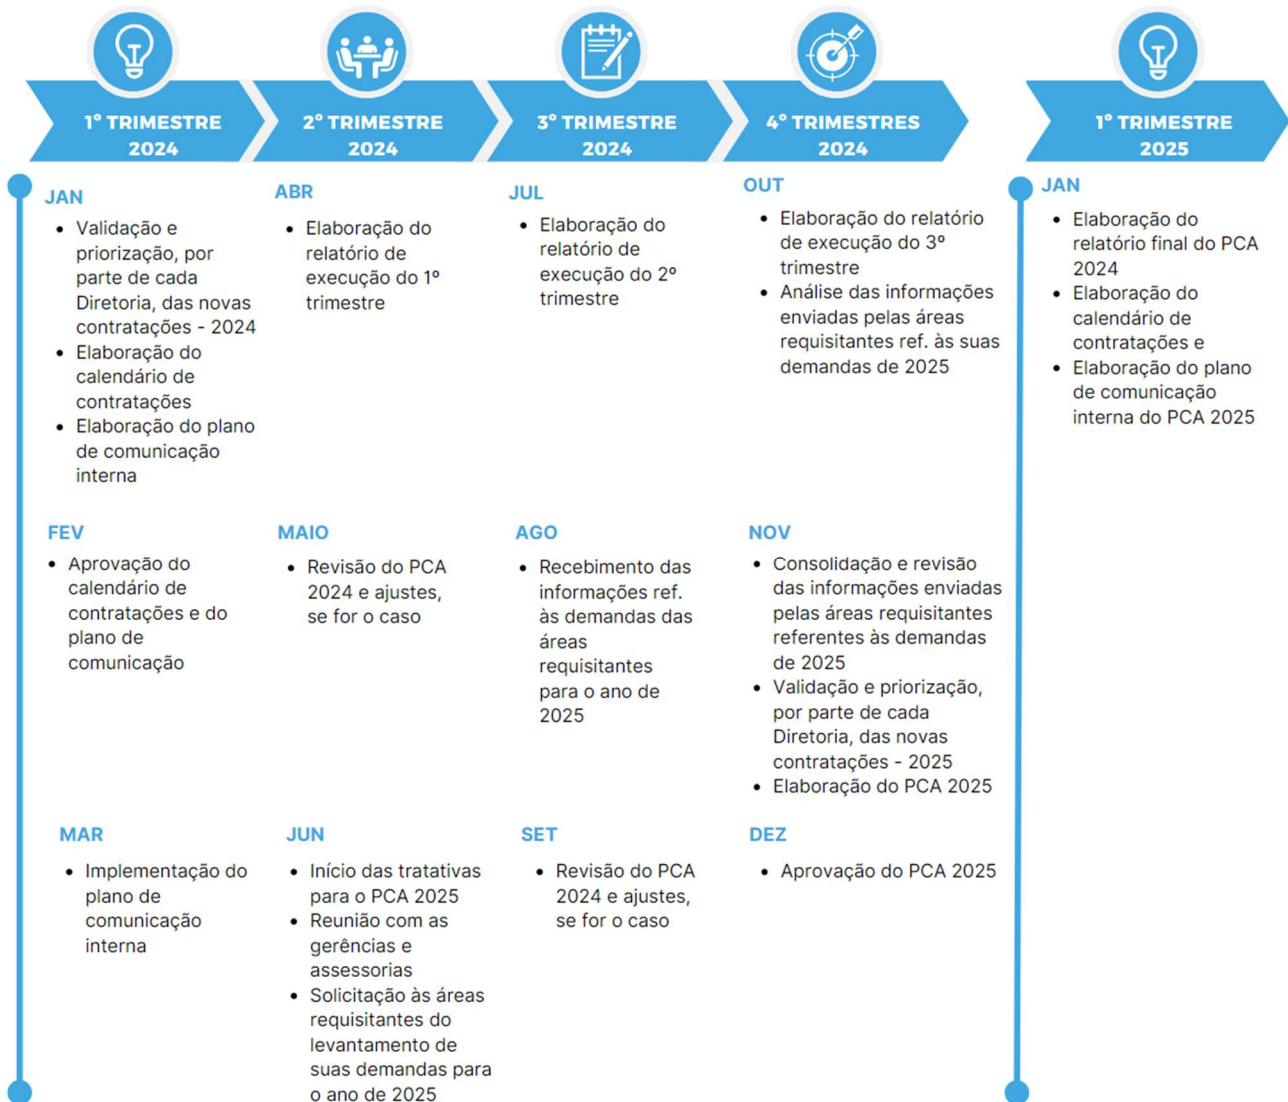 1º TRIMESTRE
2024
2º TRIMESTRE
2024
3º TRIMESTRE
2024
4º TRIMESTRES
2024
1º TRIMESTRE
2025
JAN
• Validação e
priorização, por
parte de cada
Diretoria, das novas
contratações - 2024
• Elaboração do
calendário de
contratações
• Elaboração do plano
de comunicação
interna
FEV
• Aprovação do
calendário de
contratações e do
plano de
comunicação
MAR
• Implementação do
plano de
comunicação
interna
ABR
• Elaboração do
relatório de
execução do 1º
trimestre
MAIO
• Revisão do PCA
2024 e ajustes,
se for o caso
JUN
• Início das tratativas
para o PCA 2025
• Reunião com as
gerências e
assessorias
• Solicitação às áreas
requisitantes do
levantamento de
suas demandas para
o ano de 2025
JUL
• Elaboração do
relatório de
execução do 2º
trimestre
AGO
• Recebimento das
informações ref.
às demandas das
áreas
requisitantes
para o ano de
2025
SET
• Revisão do PCA
2024 e ajustes,
se for o caso
OUT
• Elaboração do relatório
de execução do 3º
trimestre
• Análise das informações
enviadas pelas áreas
requisitantes ref. às suas
demandas de 2025
NOV
• Consolidação e revisão
das informações enviadas
pelas áreas requisitantes
referentes às demandas
de 2025
• Validação e priorização,
por parte de cada
Diretoria, das novas
contratações - 2025
• Elaboração do PCA 2025
DEZ
• Aprovação do PCA 2025
JAN
• Elaboração do
relatório final do PCA
2024
• Elaboração do
calendário de
contratações e
• Elaboração do plano
de comunicação
interna do PCA 2025